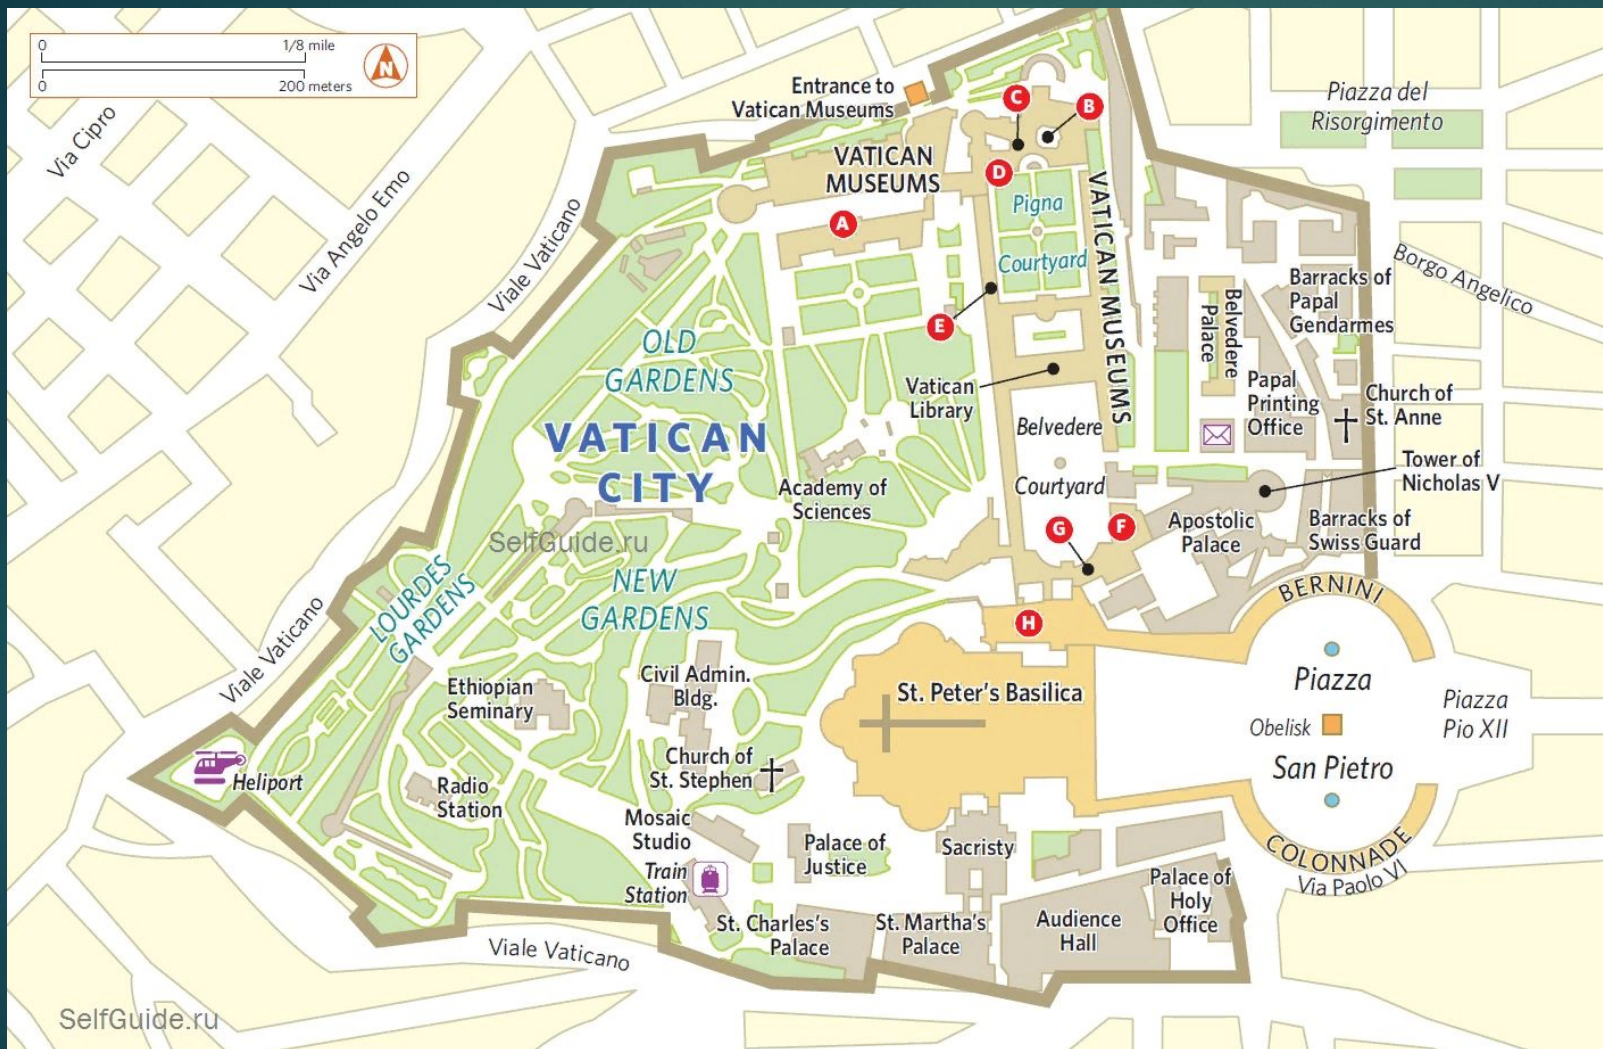 0
1/8 mile
0
200 meters
N
Via Cipro
Via Angelo Emo
Viale Vaticano
Entrance to
Vatican Museums
VATICAN
MUSEUMS
A
C
B
D
Pigna
Courtyard
VATICAN MUSEUMS
E
Piazza del
Risorgimento
Borgo Angelico
Barracks of
Papal
Gendarmes
Belvedere
Palace
Papal
Printing
Office
Church of
St. Anne
Tower of
Nicholas V
Barracks of
Swiss Guard
Apostolic
Palace
Vatican
Library
Belvedere
Courtyard
G
F
H
OLD
GARDENS
VATICAN
CITY
Academy of
Sciences
SelfGuide.ru
NEW
GARDENS
LOURDES
GARDENS
Viale Vaticano
Heliport
Ethiopian
Seminary
Radio
Station
Civil Admin.
Bldg.
Church of
St. Stephen
Mosaic
Studio
Train
Station
St. Peter's Basilica
BERNINI
Piazza
Obelisk
San Pietro
COLONNADE
Piazza
Pio XII
Via Paolo VI
Palace of
Justice
Sacristy
St. Charles's
Palace
St. Martha's
Palace
Audience
Hall
Palace of
Holy
Office
Viale Vaticano
SelfGuide.ru